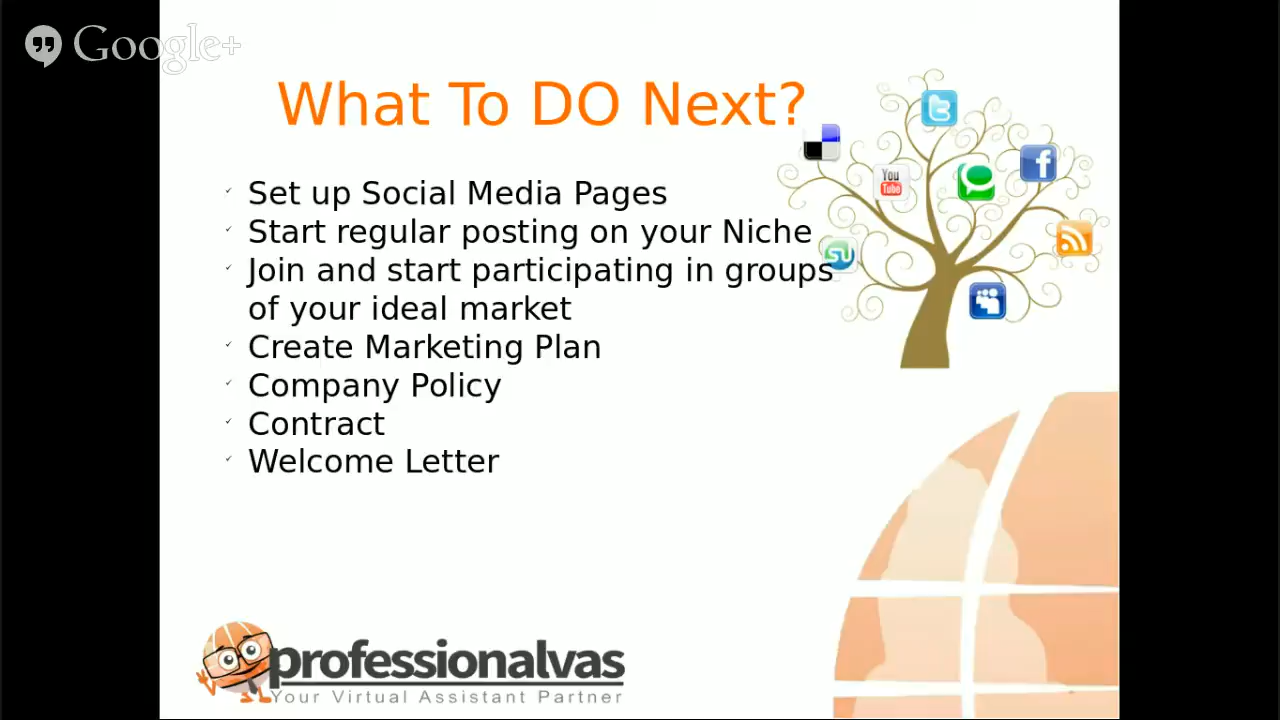 Google+
What To DO Next?
Set up Social Media Pages
Start regular posting on your Niche
Join and start participating in groups
of your ideal market
Create Marketing Plan
Company Policy
Contract
Welcome Letter
t
f
You
Tube
SU
professionalvas
Your Virtual Assistant Partner